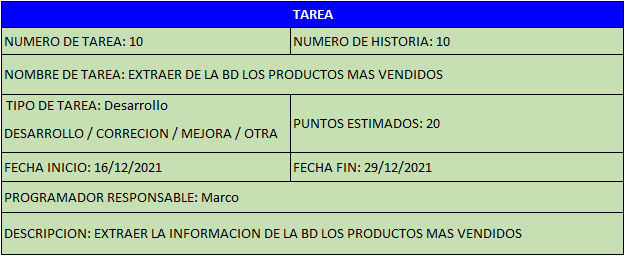 TAREA
NUMERO DE TAREA: 10
NUMERO DE HISTORIA: 10
NOMBRE DE TAREA: EXTRAER DE LA BD LOS PRODUCTOS MAS VENDIDOS
TIPO DE TAREA: Desarrollo
DESARROLLO / CORRECION / MEJORA / OTRA
PUNTOS ESTIMADOS: 20
FECHA INICIO: 16/12/2021
FECHA FIN: 29/12/2021
PROGRAMADOR RESPONSABLE: Marco
DESCRIPCION: EXTRAER LA INFORMACION DE LA BD LOS PRODUCTOS MAS VENDIDOS